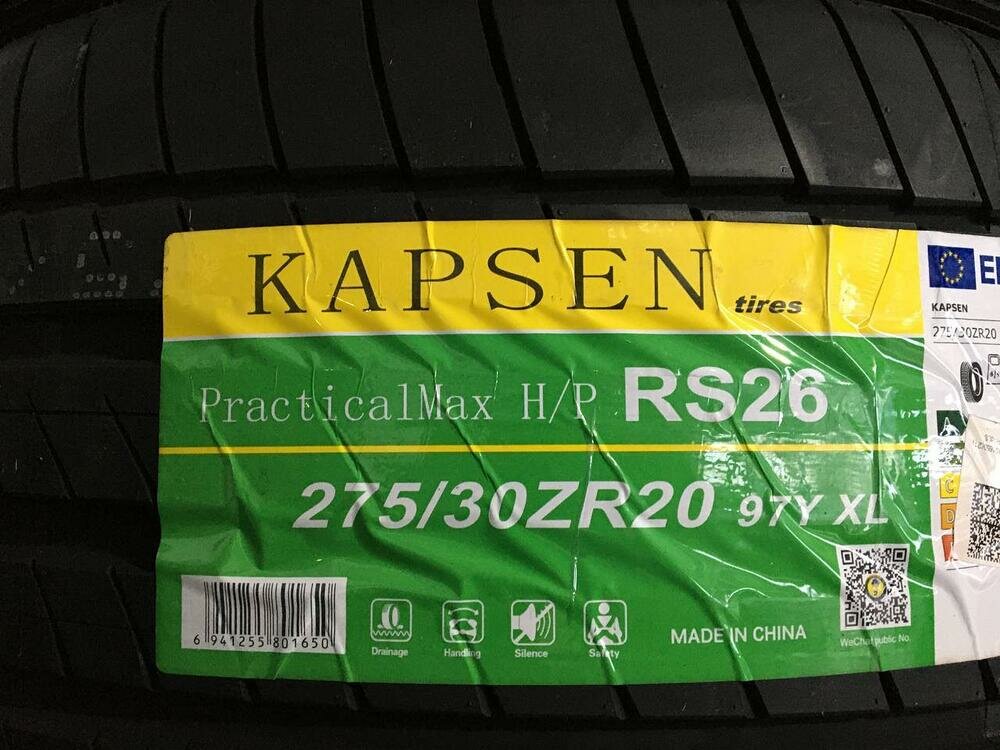 KAPSEN tires
PracticalMax H/P RS26
275/30ZR20 97Y XL
6 941255 801650
Drainage
Handling
Silence
Safety
MADE IN CHINA
WeChat public No.
KAPSEN
275/30ZR20
C
D